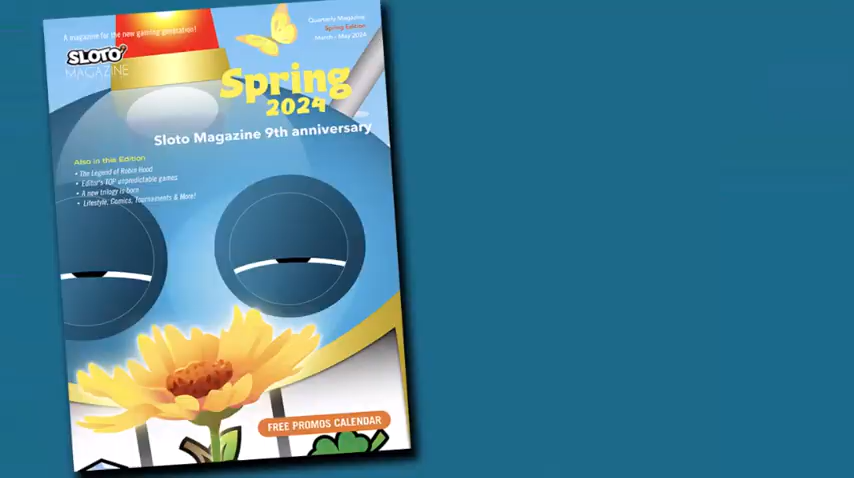 A magazine for the new gaming generation!
Quarterly Magazine
Spring Edition
March - May 2024
SLOTO
MAGAZINE
Spring
2024
Sloto Magazine 9th anniversary
Also in this Edition
• The Legend of Robin Hood
• Editor's TOP unpredictable games
• A new trilogy is born
• Lifestyle, Comics, Tournaments & More!
FREE PROMOS CALENDAR